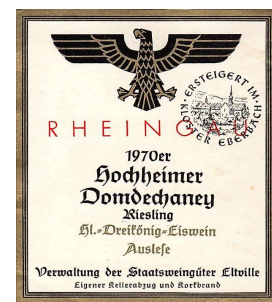 ERSTEIGERT IM
KLOSTER EBERBACH
RHEINGAU
1970er
Hochheimer
Domdechaney
Riesling
Hl.-Dreikönig-Eiswein
Auslese
Verwaltung der Staatsweingüter Eltville
Eigener Kellerabzug und Korkbrand